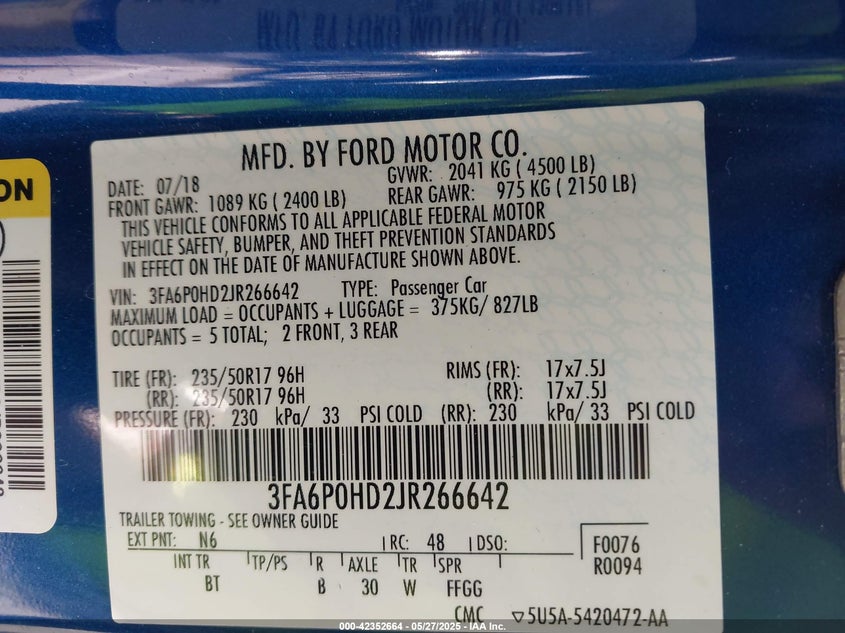 MFD. BY FORD MOTOR CO.
DATE: 07/18 GVWR: 2041 KG ( 4500 LB)
FRONT GAWR: 1089 KG ( 2400 LB) REAR GAWR: 975 KG ( 2150 LB)
THIS VEHICLE CONFORMS TO ALL APPLICABLE FEDERAL MOTOR
VEHICLE SAFETY, BUMPER, AND THEFT PREVENTION STANDARDS
IN EFFECT ON THE DATE OF MANUFACTURE SHOWN ABOVE.
VIN: 3FA6P0HD2JR266642 TYPE: Passenger Car
MAXIMUM LOAD = OCCUPANTS + LUGGAGE = 375KG/ 827LB
OCCUPANTS = 5 TOTAL; 2 FRONT, 3 REAR
TIRE (FR): 235/50R17 96H RIMS (FR): 17x7.5J
(RR): 235/50R17 96H (RR): 17x7.5J
PRESSURE (FR): 230 kPa/ 33 PSI COLD (RR): 230 kPa/ 33 PSI COLD
3FA6P0HD2JR266642
TRAILER TOWING - SEE OWNER GUIDE
EXT PNT: N6 RC: 48 DSO: F0076
R0094
INT TR TP/PS R AXLE TR SPR
BT B 30 W FFGG
CMC ▽5U5A-5420472-AA
ON
000-42352664 - 05/27/2025 - IAA Inc.